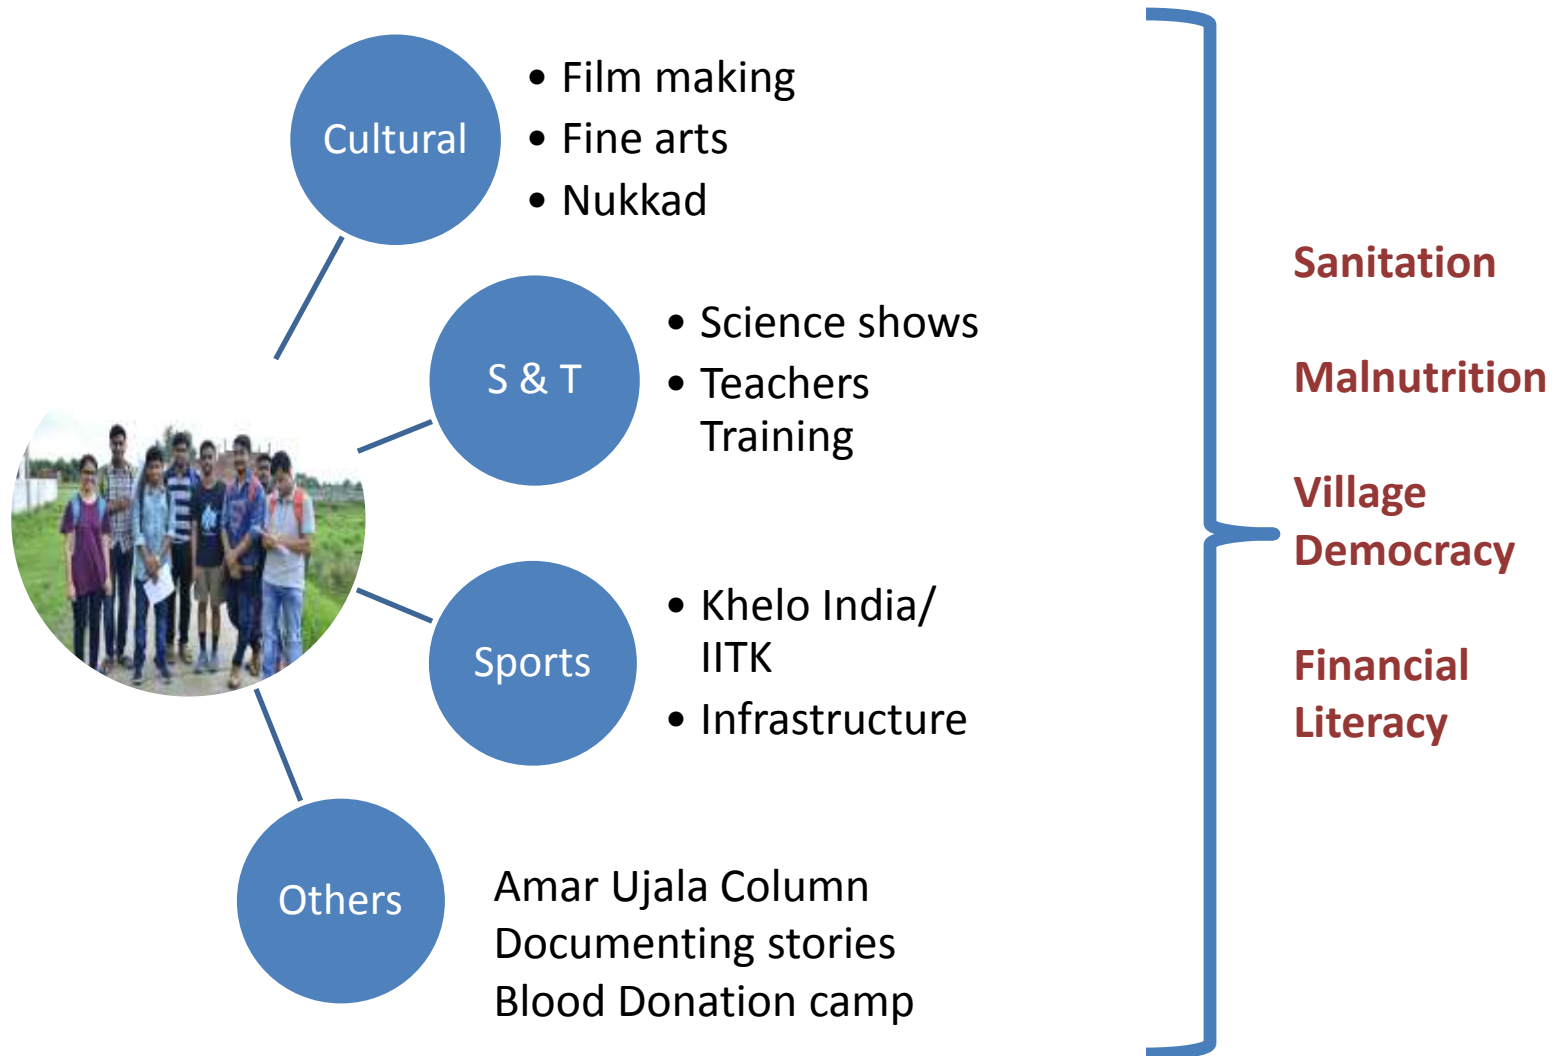 Cultural
• Film making
• Fine arts
• Nukkad
S & T
• Science shows
• Teachers
Training
Sports
• Khelo India/
IITK
• Infrastructure
Others
Amar Ujala Column
Documenting stories
Blood Donation camp
Sanitation
Malnutrition
Village
Democracy
Financial
Literacy